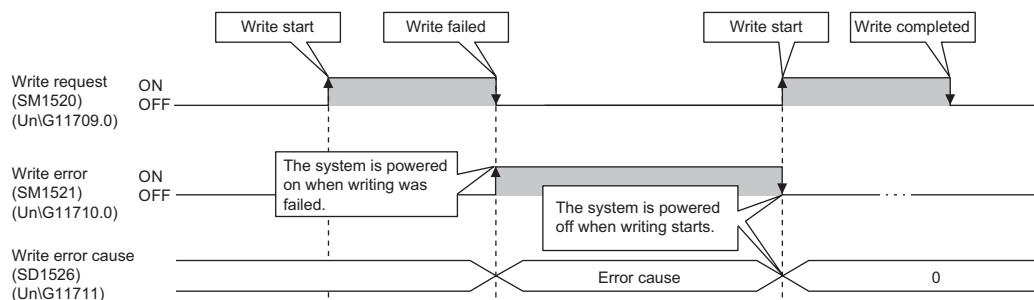 Write start
Write failed
Write start
Write completed
Write request
(SM1520)
(Un\G11709.0)
ON
OFF
Write error
(SM1521)
(Un\G11710.0)
ON
OFF
The system is powered
on when writing was
failed.
The system is powered
off when writing starts.
Write error cause
(SD1526)
(Un\G11711)
Error cause
0